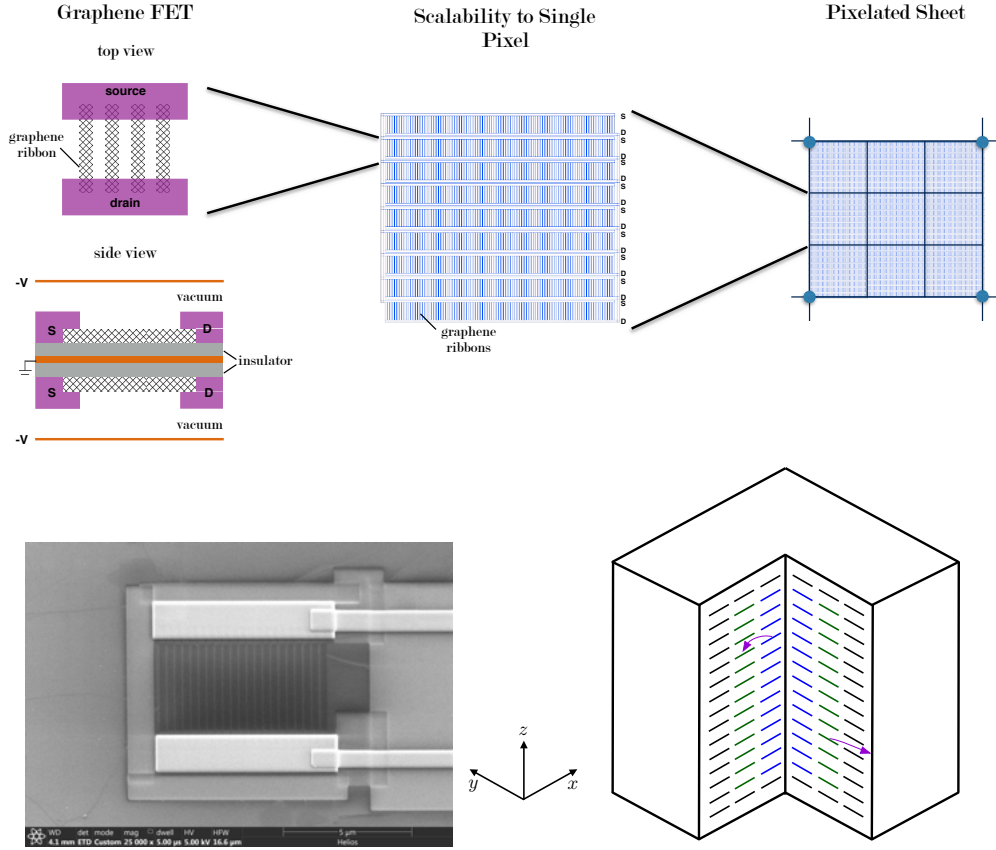 Graphene FET
Scalability to Single
Pixel
Pixelated Sheet
top view
source
graphene
ribbon
drain
S
D
S
D
S
D
S
D
S
D
S
D
S
D
S
D
S
D
graphene
ribbons
side view
-V
vacuum
S
D
insulator
S
D
vacuum
-V
z
y
x
WD det mode mag dwell HV HFW
4.1 mm ETD Custom 25 000 x 5.00 µs 5.00 kV 16.6 µm
5 µm
Helios